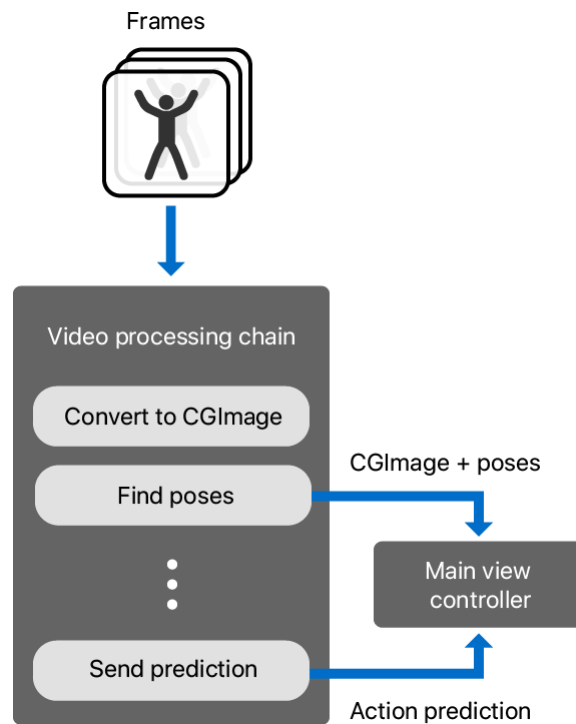 Frames
Video processing chain
Convert to CGImage
Find poses
CGImage + poses
Main view
controller
Send prediction
Action prediction